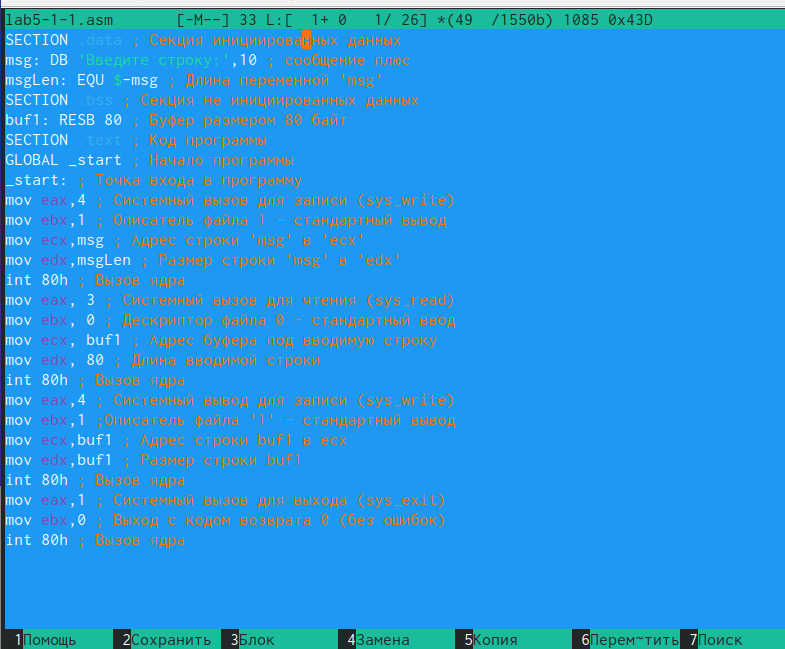 lab5-1-1.asm [-M--] 33 L:[ 1+ 0 1/ 26] *(49 /1550b) 1085 0x43D
SECTION .data ; Секция инициированных данных
msg: DB 'Введите строку:',10 ; сообщение плюс
msgLen: EQU $-msg ; Длина переменной 'msg'
SECTION .bss ; Секция не инициированных данных
buf1: RESB 80 ; Буфер размером 80 байт
SECTION .text ; Код программы
GLOBAL _start ; Начало программы
_start: ; Точка входа в программу
mov eax,4 ; Системный вызов для записи (sys_write)
mov ebx,1 ; Описатель файла 1 - стандартный вывод
mov ecx,msg ; Адрес строки 'msg' в 'ecx'
mov edx,msgLen ; Размер строки 'msg' в 'edx'
int 80h ; Вызов ядра
mov eax, 3 ; Системный вызов для чтения (sys_read)
mov ebx, 0 ; Дескриптор файла 0 - стандартный ввод
mov ecx, buf1 ; Адрес буфера под вводимую строку
mov edx, 80 ; Длина вводимой строки
int 80h ; Вызов ядра
mov eax,4 ; Системный вывод для записи (sys_write)
mov ebx,1 ;Описатель файла '1' - стандартный вывод
mov ecx,buf1 ; Адрес строки buf1 в ecx
mov edx,buf1 ; Размер строки buf1
int 80h ; Вызов ядра
mov eax,1 ; Системный вызов для выхода (sys_exit)
mov ebx,0 ; Выход с кодом возврата 0 (без ошибок)
int 80h ; Вызов ядра
1Помощь 2Сохранить 3Блок 4Замена 5Копия 6Перем~тить 7Поиск